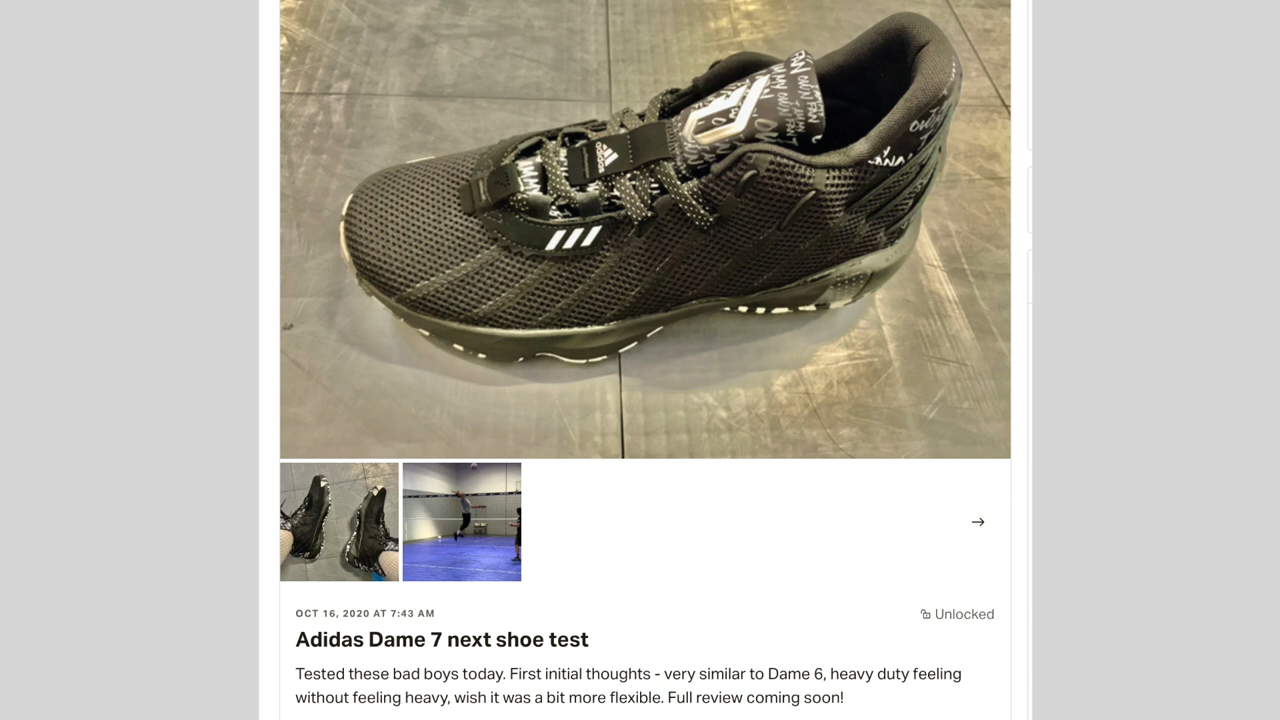 adidas
OCT 16, 2020 AT 7:43 AM
Unlocked
Adidas Dame 7 next shoe test
Tested these bad boys today. First initial thoughts - very similar to Dame 6, heavy duty feeling
without feeling heavy, wish it was a bit more flexible. Full review coming soon!